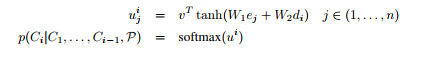 u^i_j = v^T tanh(W_1 e_j + W_2 d_i) j ∈ (1, . . . , n)
p(C_i|C_1, . . . , C_{i−1}, 𝒫) = softmax(u^i)